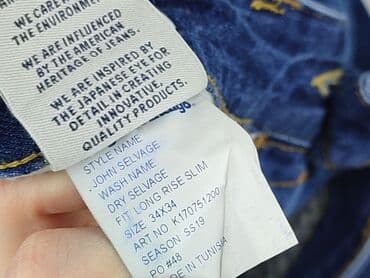 WE CARE
THE ENVIRONMENT
WE ARE INFLUENCED
BY THE AMERICAN
HERITAGE OF JEANS.
WE ARE INSPIRED BY
THE JAPANESE EYE FOR
DETAIL IN CREATING
INNOVATIVE
QUALITY PRODUCTS.
STYLE NAME
JOHN SELVAGE
WASH NAME
DRY SELVAGE
FIT: LONG RISE SLIM
SIZE: 34X34
ART NO: K170751200
SEASON: SS19
PO #48
MADE IN TUNISIA